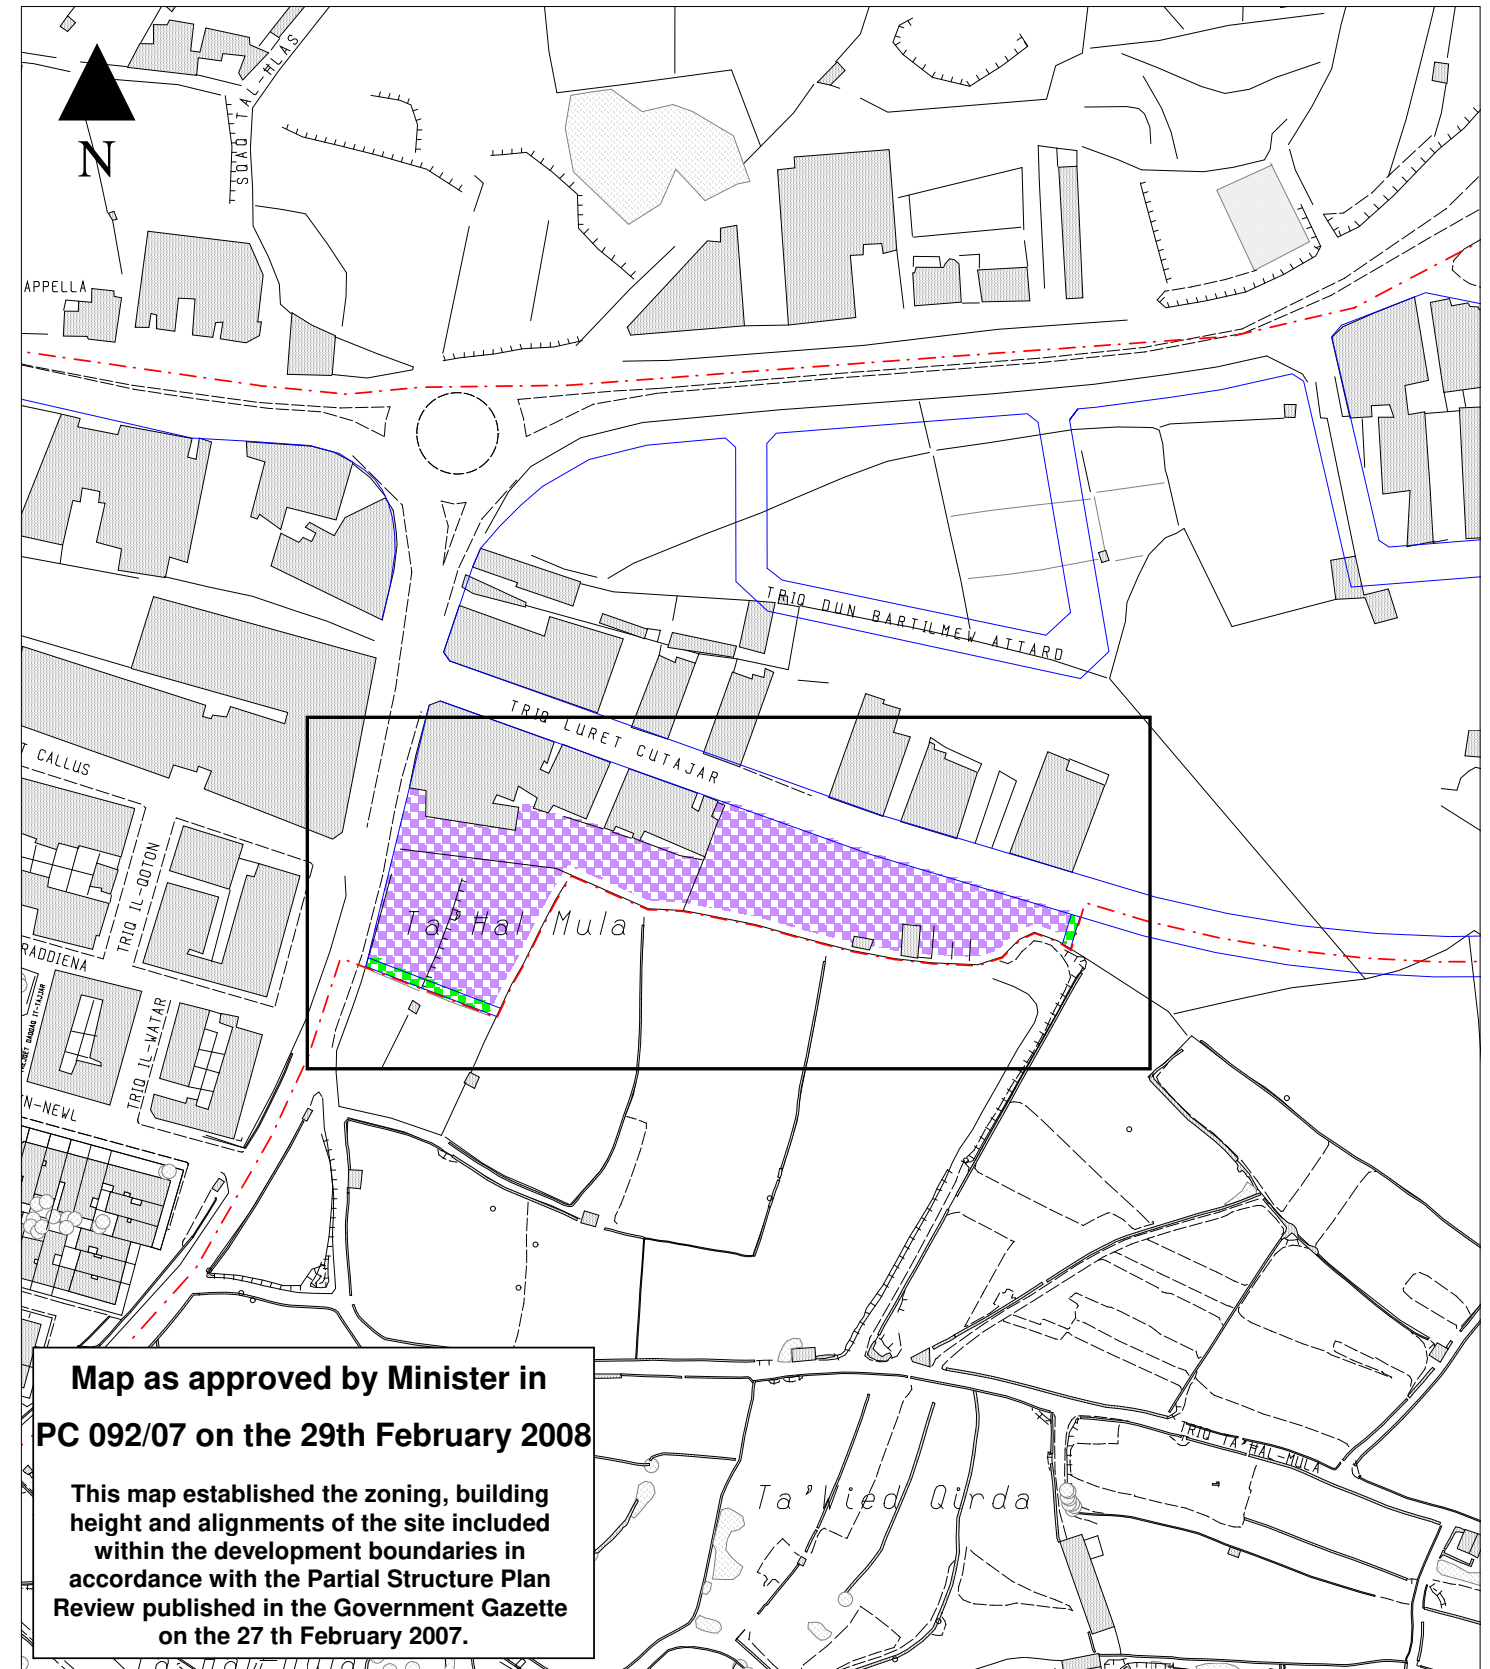 SQAQ TAL-HLAS
N
APPELLA
TRIQ DUN BARTILMEW ATTARD
TRIQ LURET CUTAJAR
T CALLUS
TRIQ IL-QOTON
Ta' Hal Mula
RADDIENA
TRIQ IL-WATAR
IN-NEWL
TRIQ TA' HAL-MULA
Ta' Wied Qirda
Map as approved by Minister in
PC 092/07 on the 29th February 2008
This map established the zoning, building
height and alignments of the site included
within the development boundaries in
accordance with the Partial Structure Plan
Review published in the Government Gazette
on the 27 th February 2007.